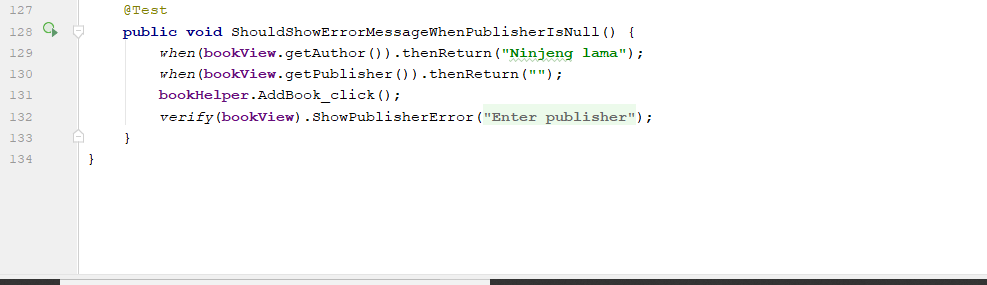 127 @Test
128 public void ShouldShowErrorMessageWhenPublisherIsNull() {
129 when(bookView.getAuthor()).thenReturn("Ninjeng lama");
130 when(bookView.getPublisher()).thenReturn("");
131 bookHelper.AddBook_click();
132 verify(bookView).ShowPublisherError("Enter publisher");
133 }
134 }